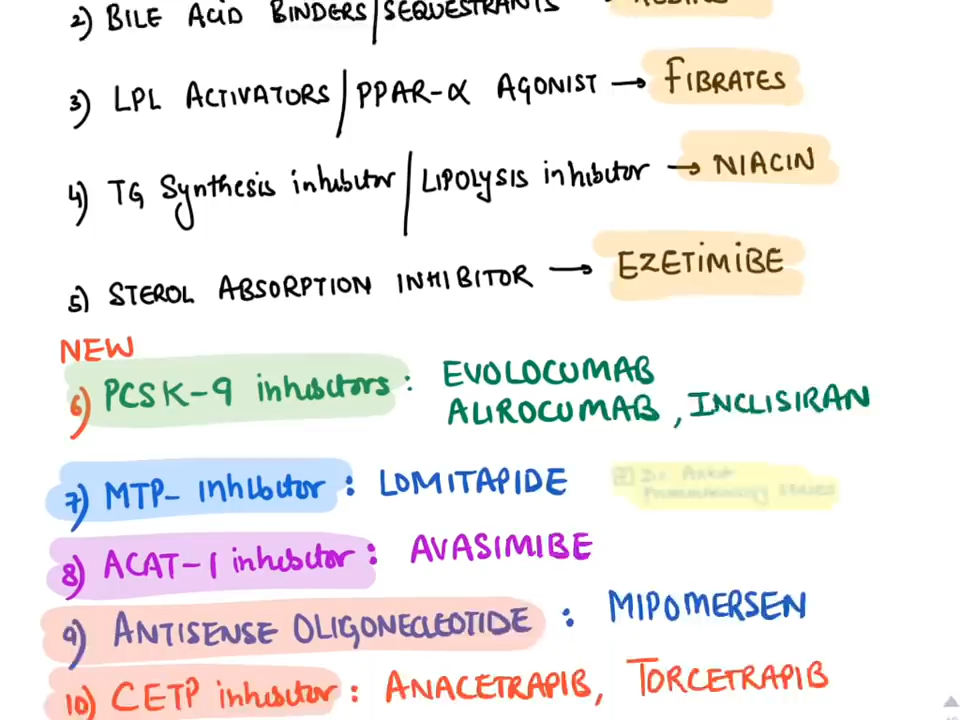 2) BILE ACID BINDERS/SEQUESTRANTS →
3) LPL ACTIVATORS/PPAR-α AGONIST → FIBRATES
4) TG Synthesis inhibitor/LIPOLYSIS inhibitor → NIACIN
5) STEROL ABSORPTION INHIBITOR → EZETIMIBE
NEW
6) PCSK-9 inhibitors: EVOLOCUMAB
ALIROCUMAB, INCLISIRAN
7) MTP- Inhibitor: LOMITAPIDE
8) ACAT-1 inhibitor: AVASIMIBE
9) ANTISENSE OLIGONECLEOTIDE: MIPOMERSEN
10) CETP inhibitor: ANACETRAPIB, TORCETRAPIB